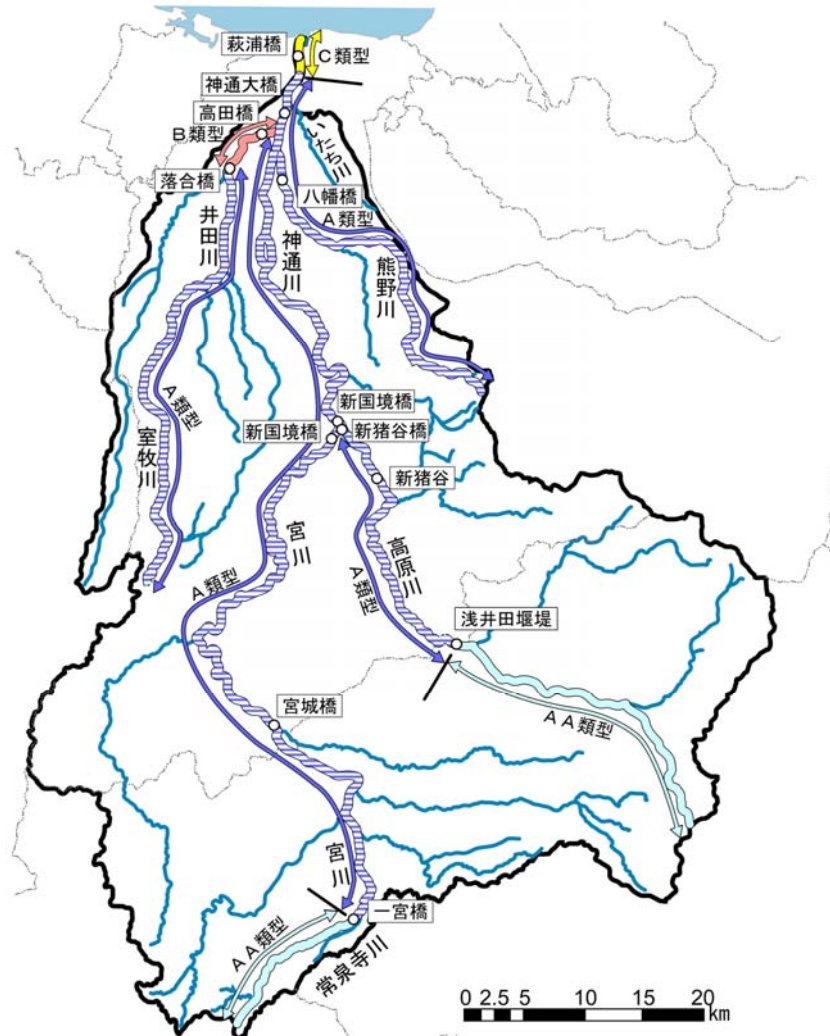 萩浦橋
C類型
神通大橋
高田橋
B類型
いたち川
落合橋
八幡橋
A類型
井田川
神通川
熊野川
A類型
室牧川
新国境橋
新国境橋
新猪谷橋
新猪谷
宮川
A類型
高原川
A類型
浅井田堰堤
AA類型
宮城橋
宮川
一宮橋
AA類型
常泉寺川
0 2.5 5 10 15 20 km